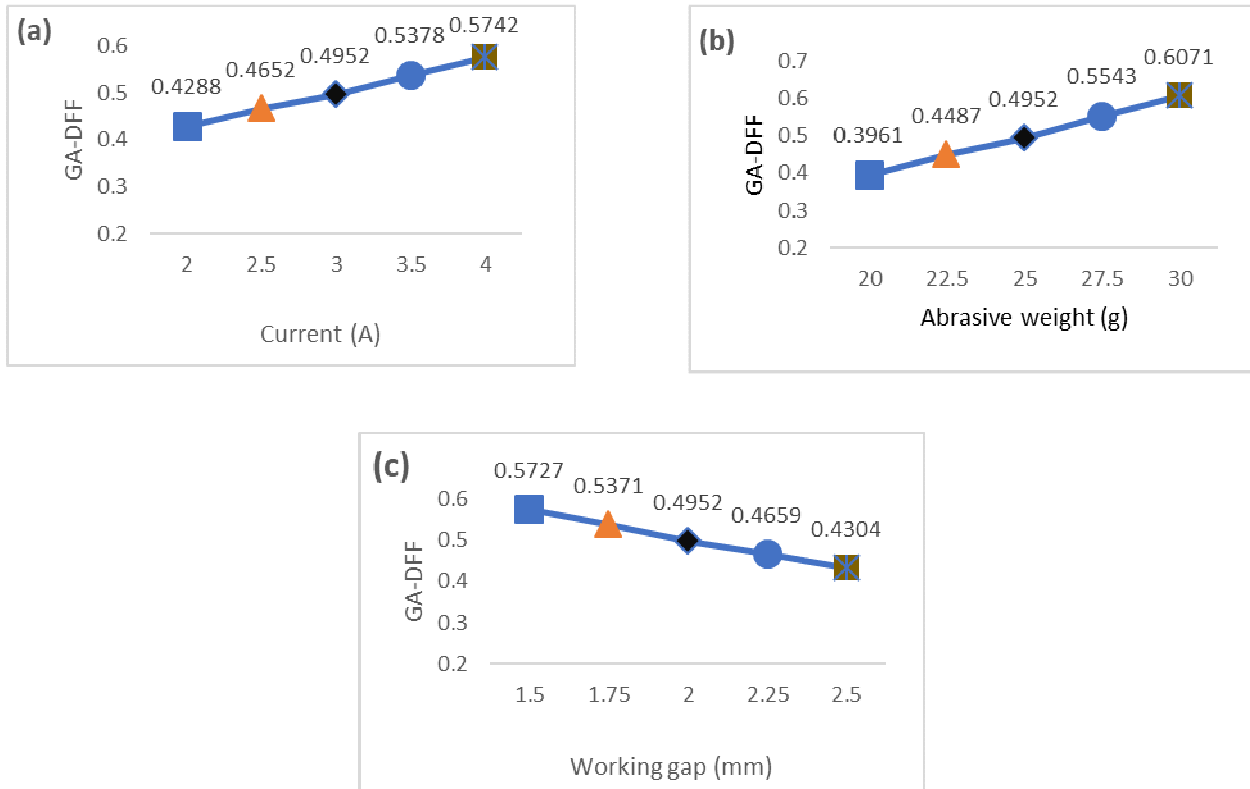 (a)
0.4288 0.4652 0.4952 0.5378 0.5742
GA-DFF
0.6
0.5
0.4
0.3
0.2
2 2.5 3 3.5 4
Current (A)
(b)
0.3961 0.4487 0.4952 0.5543 0.6071
GA-DFF
0.7
0.6
0.5
0.4
0.3
0.2
20 22.5 25 27.5 30
Abrasive weight (g)
(c)
0.5727 0.5371 0.4952 0.4659 0.4304
GA-DFF
0.6
0.5
0.4
0.3
0.2
1.5 1.75 2 2.25 2.5
Working gap (mm)